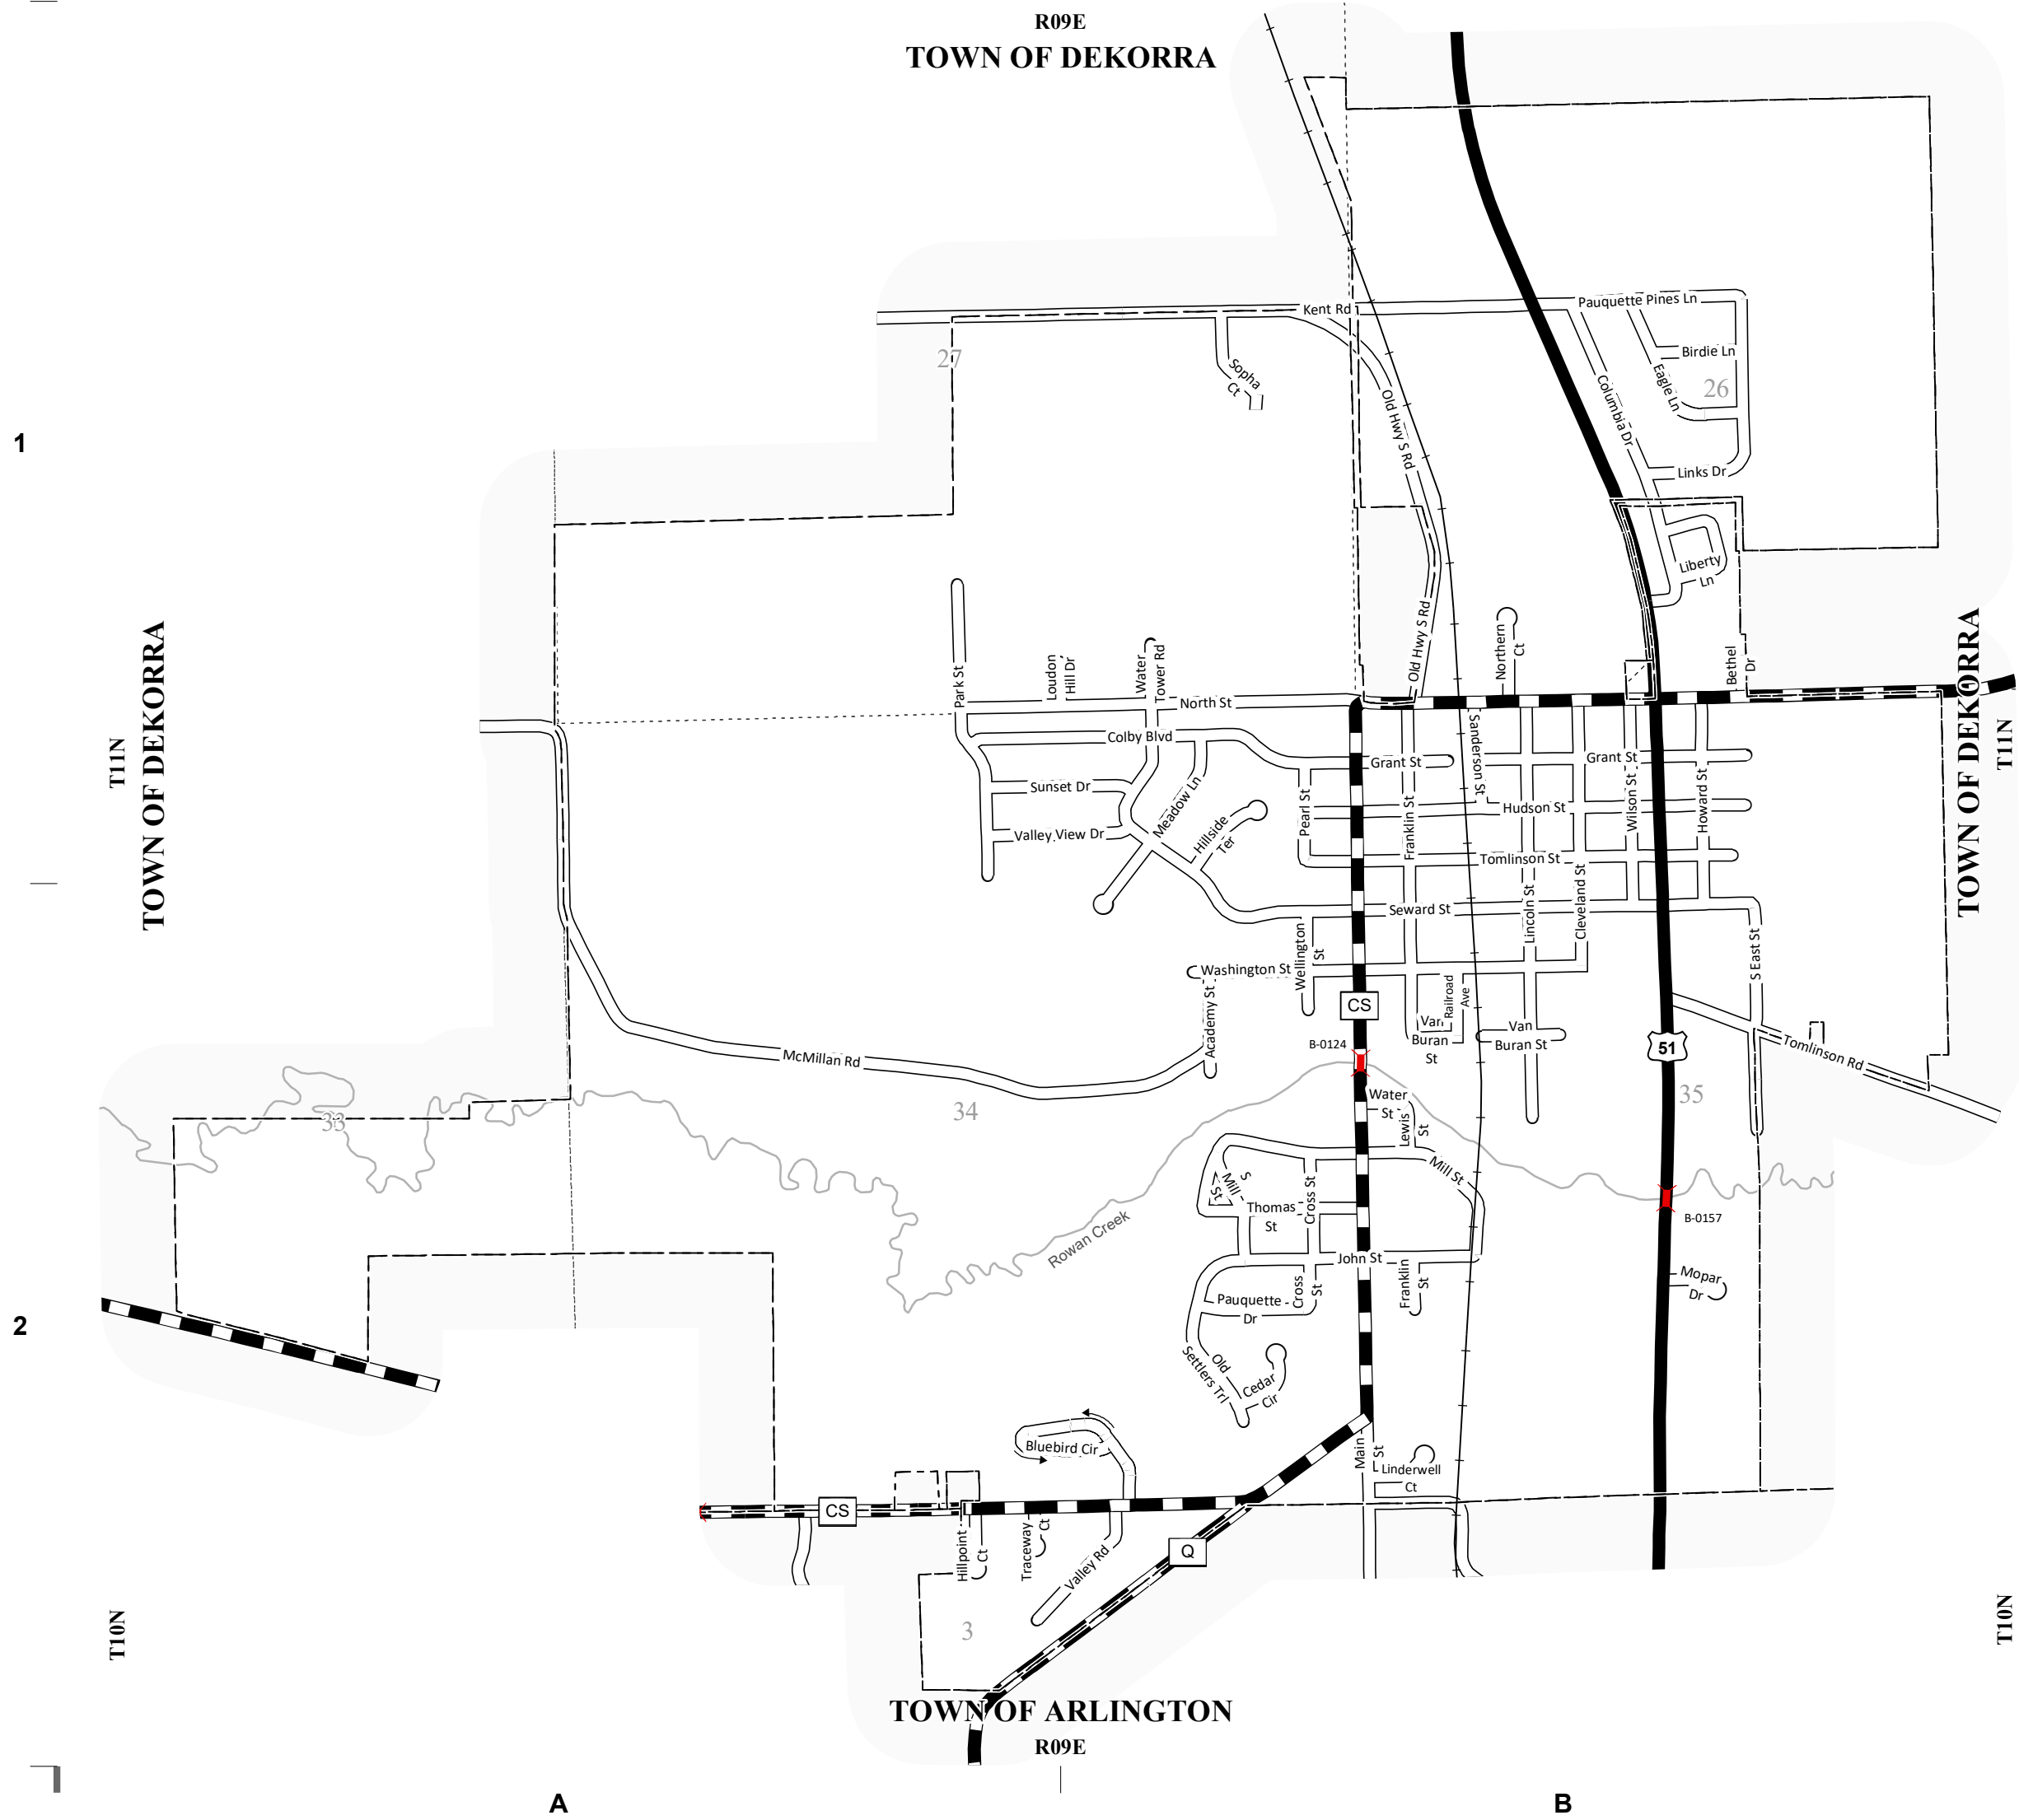 R09E
TOWN OF DEKORRA
Kent Rd
Pauquette Pines Ln
27
Sopha
Ct
Birdie Ln
26
Eagle Ln
Columbia Dr
Old Hwy S Rd
1
Links Dr
Liberty
Ln
TOWN OF DEKORRA
T11N
Park St
Loudon
Hill Dr
Water
Tower Rd
North St
Old Hwy S Rd
Northern
Ct
Bethel
Dr
TOWN OF DEKORRA
T11N
Colby Blvd
Sanderson St
Grant St
Grant St
Sunset Dr
Meadow Ln
Pearl St
Franklin St
Hudson St
Wilson St
Howard St
Valley View Dr
Hillside
Ter
Tomlinson St
Seward St
Lincoln St
Cleveland St
Wellington
St
S East St
Washington St
Academy St
CS
Railroad
Ave
Van
Buran
St
Van
Buran St
B-0124
51
McMillan Rd
Tomlinson Rd
33
34
35
Water
St
Lewis
St
Mill St
S
Mill
St
Thomas
St
Cross St
B-0157
Rowan Creek
John St
Cross
St
Franklin
St
Mopar
Dr
Pauquette
Dr
2
Old
Settlers Trl
Cedar
Cir
Bluebird Cir
Main
St
Linderwell
Ct
CS
Hillpoint
Ct
Traceway
Ct
Valley Rd
Q
3
T10N
T10N
TOWN OF ARLINGTON
R09E
A
B